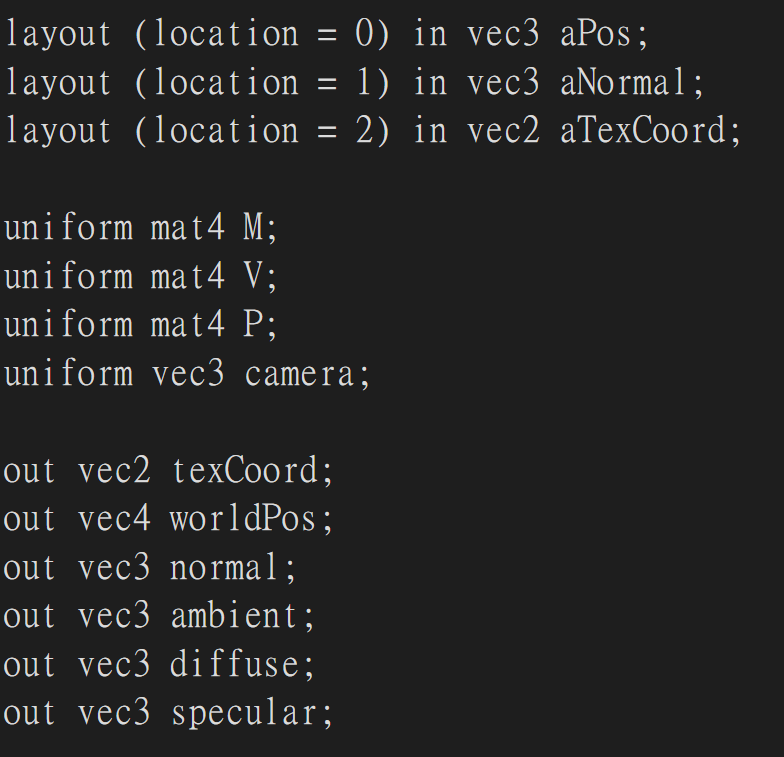 layout (location = 0) in vec3 aPos;
layout (location = 1) in vec3 aNormal;
layout (location = 2) in vec2 aTexCoord;
uniform mat4 M;
uniform mat4 V;
uniform mat4 P;
uniform vec3 camera;
out vec2 texCoord;
out vec4 worldPos;
out vec3 normal;
out vec3 ambient;
out vec3 diffuse;
out vec3 specular;